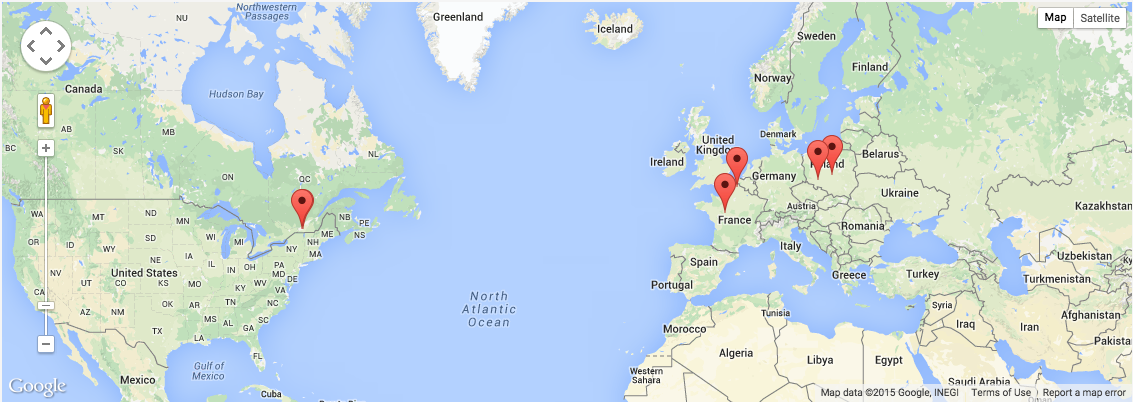 NU
Northwestern
Passages
Greenland
Iceland
Sweden
Map
Satellite
Finland
Norway
Canada
Hudson Bay
AB
SK
MB
BC
ON
QC
NL
United
Kingdom
Ireland
Denmark
Belarus
Poland
Germany
Ukraine
Kazakhstan
Austria
France
Romania
Italy
WA
MT
ND
MN
OR
ID
SD
WI
MI
WY
NB
PE
ME
NS
NY
NH
MA
NV
UT
CO
NE
IA
IL
IN
OH
PA
MD
DE
NJ
United States
KS
MO
KY
WV
VA
CA
AZ
NM
OK
AR
TN
NC
MS
AL
SC
GA
TX
LA
FL
Spain
Portugal
Greece
Turkey
Uzbekistan
Ky
Turkmenistan
North
Atlantic
Ocean
Tunisia
Syria
Iraq
Iran
Afghanistan
Pakistan
Morocco
Algeria
Libya
Egypt
Western
Sahara
Gulf of
Mexico
Mexico
Cuba
Saudi Arabia
Google
Map data ©2015 Google, INEGI
Terms of Use
Report a map error